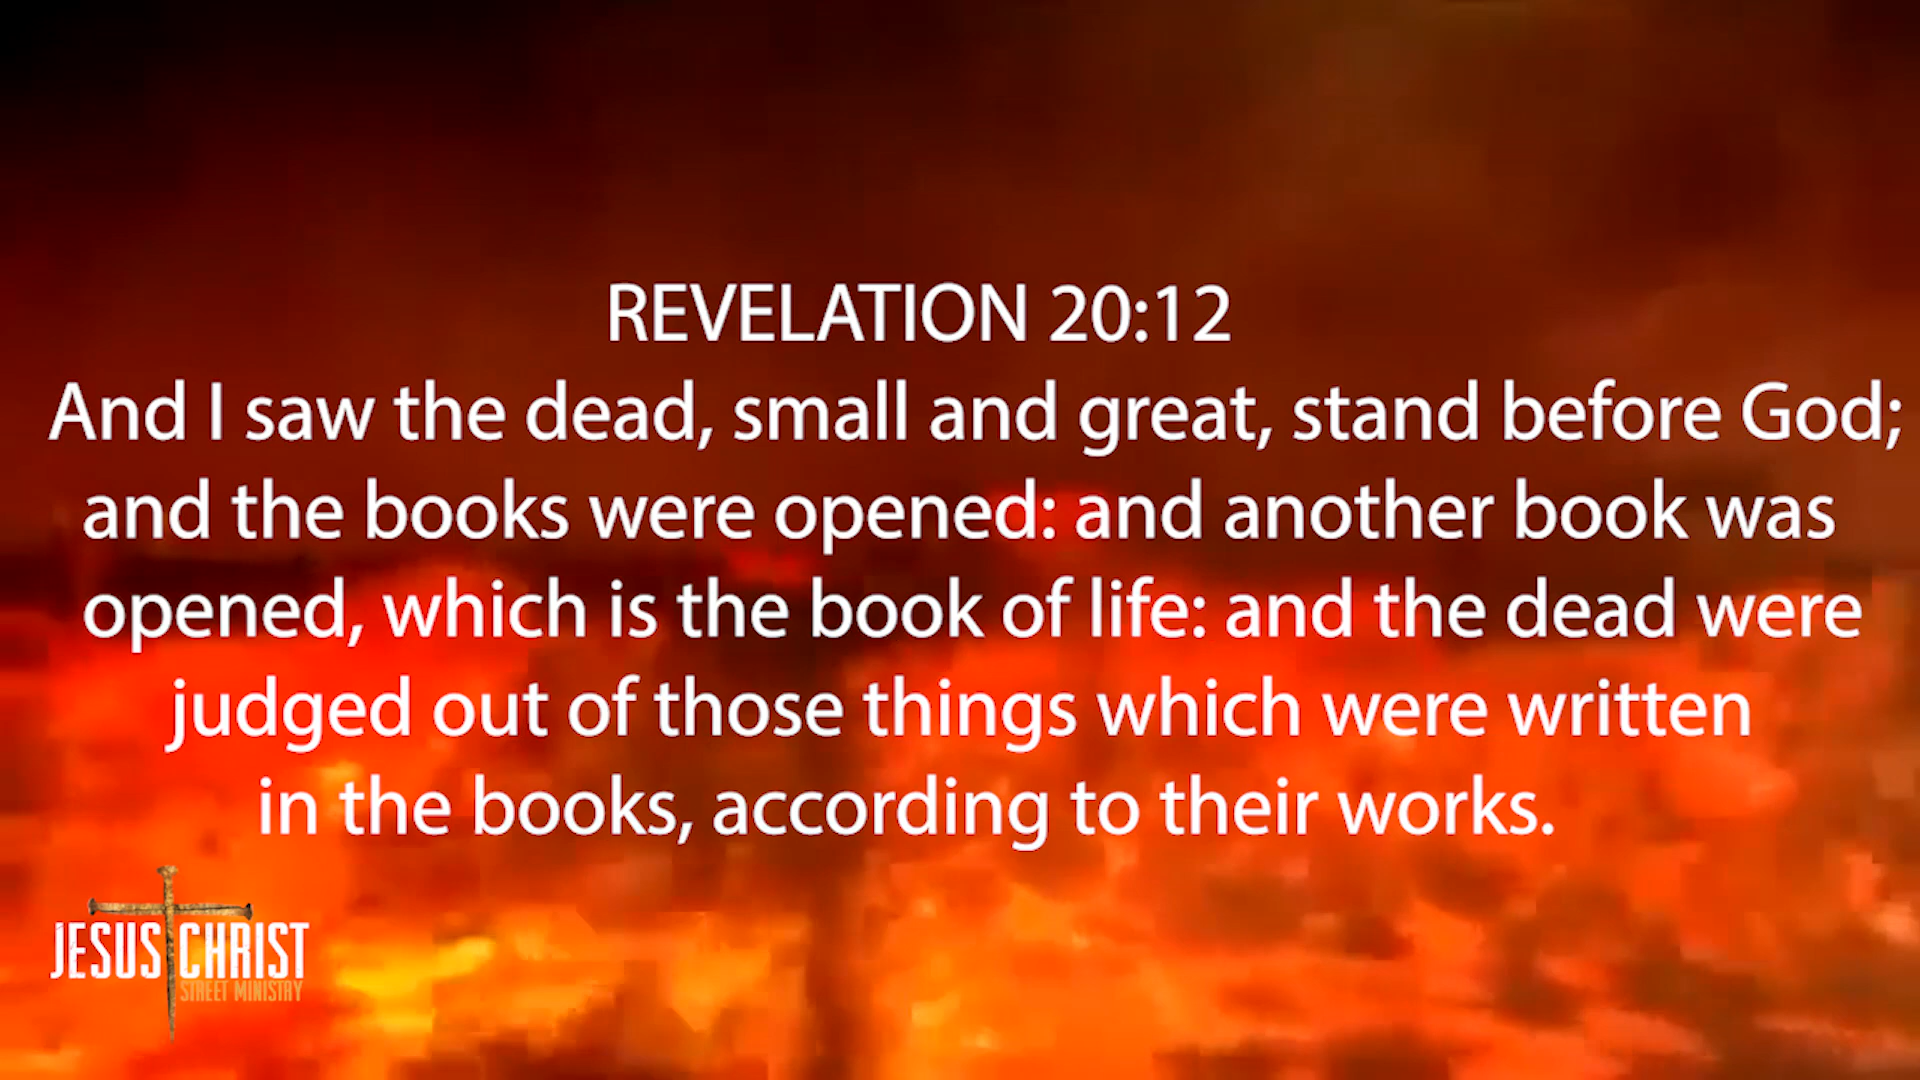 REVELATION 20:12
And I saw the dead, small and great, stand before God;
and the books were opened: and another book was
opened, which is the book of life: and the dead were
judged out of those things which were written
in the books, according to their works.
JESUS CHRIST
STREET MINISTRY